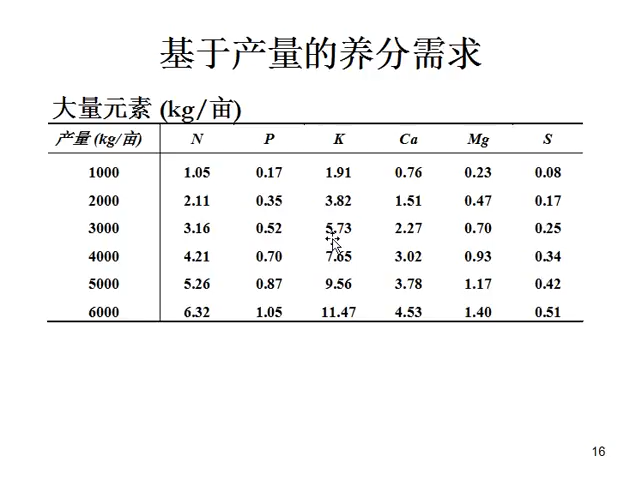 基于产量的养分需求
大量元素 (kg/亩)
产量 (kg/亩) N P K Ca Mg S
1000 1.05 0.17 1.91 0.76 0.23 0.08
2000 2.11 0.35 3.82 1.51 0.47 0.17
3000 3.16 0.52 5.73 2.27 0.70 0.25
4000 4.21 0.70 7.65 3.02 0.93 0.34
5000 5.26 0.87 9.56 3.78 1.17 0.42
6000 6.32 1.05 11.47 4.53 1.40 0.51
16